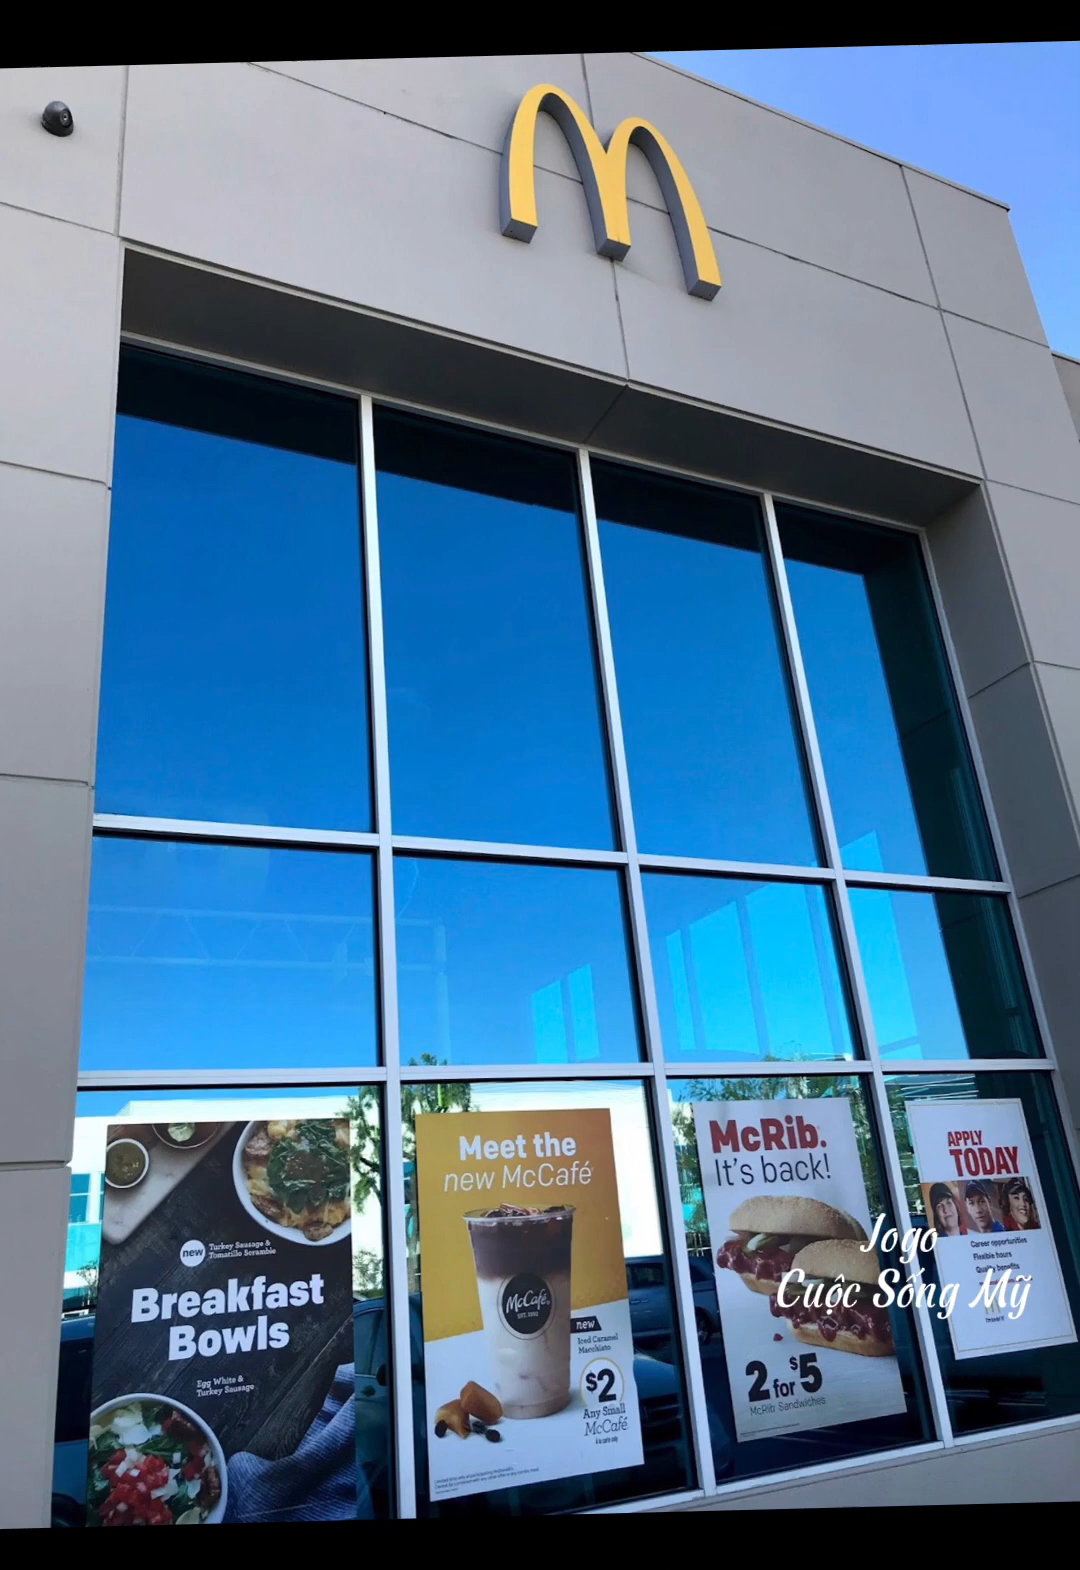 new
Turkey Sausage &
Tomatillo Scramble
Breakfast
Bowls
Egg White &
Turkey Sausage
Meet the
new McCafé
McCafé
new
Iced Caramel
Macchiato
$2
Any Small
McCafé
McRib.
It's back!
2 for $5
McRib Sandwiches
APPLY
TODAY
Career opportunities
Flexible hours
Quality benefits
Jogo
Cuộc Sống Mỹ